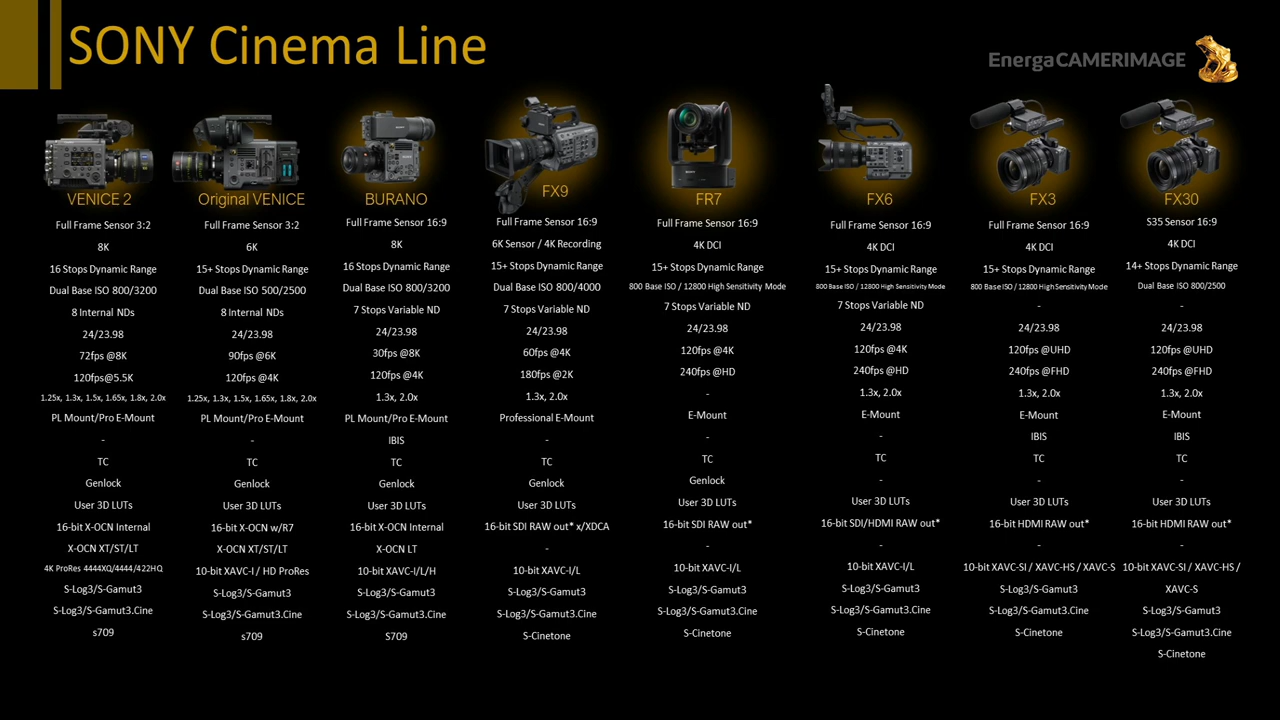 SONY Cinema Line
EnergaCAMERIMAGE
VENICE 2
Full Frame Sensor 3:2
8K
16 Stops Dynamic Range
Dual Base ISO 800/3200
8 Internal NDs
24/23.98
72fps @8K
120fps@5.5K
1.25x, 1.3x, 1.5x, 1.65x, 1.8x, 2.0x
PL Mount/Pro E-Mount
-
TC
Genlock
User 3D LUTs
16-bit X-OCN Internal
X-OCN XT/ST/LT
4K ProRes 4444XQ/4444/422HQ
S-Log3/S-Gamut3
S-Log3/S-Gamut3.Cine
s709
Original VENICE
Full Frame Sensor 3:2
6K
15+ Stops Dynamic Range
Dual Base ISO 500/2500
8 Internal NDs
24/23.98
90fps @6K
120fps @4K
1.25x, 1.3x, 1.5x, 1.65x, 1.8x, 2.0x
PL Mount/Pro E-Mount
-
TC
Genlock
User 3D LUTs
16-bit X-OCN w/R7
X-OCN XT/ST/LT
10-bit XAVC-I / HD ProRes
S-Log3/S-Gamut3
S-Log3/S-Gamut3.Cine
s709
BURANO
Full Frame Sensor 16:9
8K
16 Stops Dynamic Range
Dual Base ISO 800/3200
7 Stops Variable ND
24/23.98
30fps @8K
120fps @4K
1.3x, 2.0x
PL Mount/Pro E-Mount
IBIS
TC
Genlock
User 3D LUTs
16-bit X-OCN Internal
X-OCN LT
10-bit XAVC-I/L/H
S-Log3/S-Gamut3
S-Log3/S-Gamut3.Cine
S709
FX9
Full Frame Sensor 16:9
6K Sensor / 4K Recording
15+ Stops Dynamic Range
Dual Base ISO 800/4000
7 Stops Variable ND
24/23.98
60fps @4K
180fps @2K
1.3x, 2.0x
Professional E-Mount
-
TC
Genlock
User 3D LUTs
16-bit SDI RAW out* x/XDCA
-
10-bit XAVC-I/L
S-Log3/S-Gamut3
S-Log3/S-Gamut3.Cine
S-Cinetone
FR7
Full Frame Sensor 16:9
4K DCI
15+ Stops Dynamic Range
800 Base ISO / 12800 High Sensitivity Mode
7 Stops Variable ND
24/23.98
120fps @4K
240fps @HD
-
E-Mount
-
TC
Genlock
User 3D LUTs
16-bit SDI RAW out*
-
10-bit XAVC-I/L
S-Log3/S-Gamut3
S-Log3/S-Gamut3.Cine
S-Cinetone
FX6
Full Frame Sensor 16:9
4K DCI
15+ Stops Dynamic Range
800 Base ISO / 12800 High Sensitivity Mode
7 Stops Variable ND
24/23.98
120fps @4K
240fps @HD
1.3x, 2.0x
E-Mount
-
TC
-
User 3D LUTs
16-bit SDI/HDMI RAW out*
-
10-bit XAVC-I/L
S-Log3/S-Gamut3
S-Log3/S-Gamut3.Cine
S-Cinetone
FX3
Full Frame Sensor 16:9
4K DCI
15+ Stops Dynamic Range
800 Base ISO / 12800 High Sensitivity Mode
-
24/23.98
120fps @UHD
240fps @FHD
1.3x, 2.0x
E-Mount
IBIS
TC
-
User 3D LUTs
16-bit HDMI RAW out*
-
10-bit XAVC-SI / XAVC-HS / XAVC-S
S-Log3/S-Gamut3
S-Log3/S-Gamut3.Cine
S-Cinetone
FX30
S35 Sensor 16:9
4K DCI
14+ Stops Dynamic Range
Dual Base ISO 800/2500
-
24/23.98
120fps @UHD
240fps @FHD
1.3x, 2.0x
E-Mount
IBIS
TC
-
User 3D LUTs
16-bit HDMI RAW out*
-
10-bit XAVC-SI / XAVC-HS /
XAVC-S
S-Log3/S-Gamut3
S-Log3/S-Gamut3.Cine
S-Cinetone